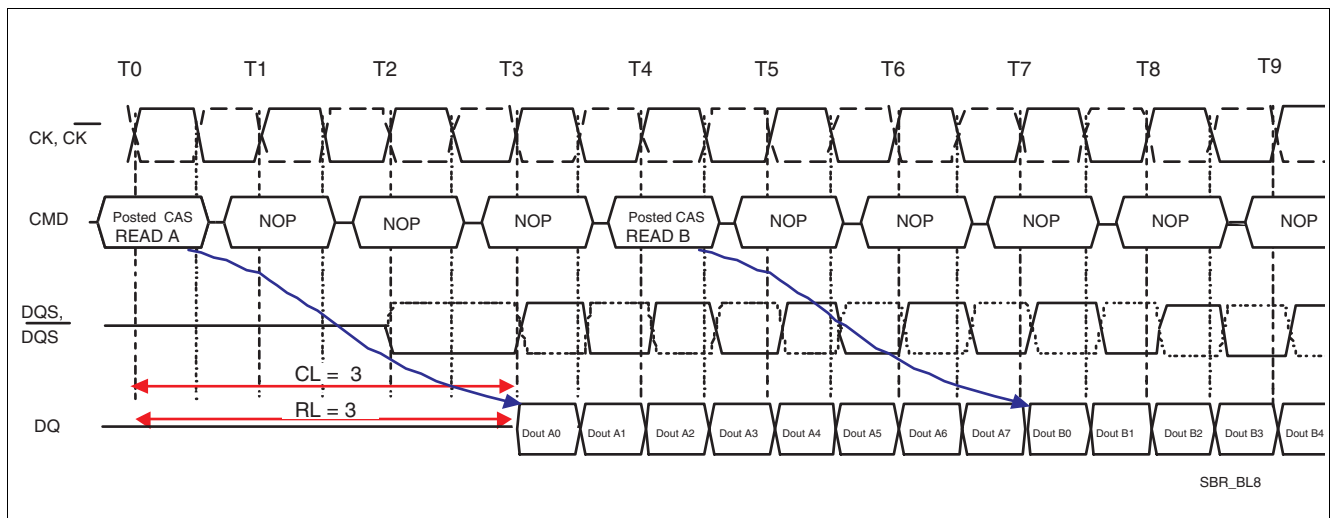 T0 T1 T2 T3 T4 T5 T6 T7 T8 T9
CK, C̅K̅
CMD
Posted CAS
READ A
NOP NOP NOP
Posted CAS
READ B
NOP NOP NOP NOP NOP
DQS,
D̅Q̅S̅
CL = 3
RL = 3
DQ
Dout A0 Dout A1 Dout A2 Dout A3 Dout A4 Dout A5 Dout A6 Dout A7 Dout B0 Dout B1 Dout B2 Dout B3 Dout B4
SBR_BL8